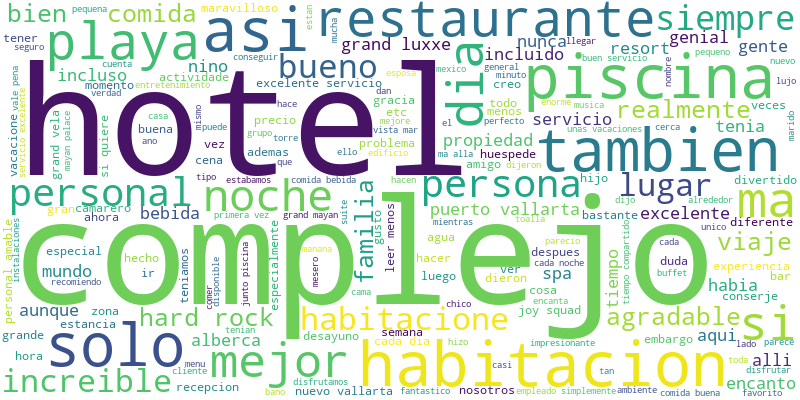 bien comida maravilloso asi restaurante siempre
pequena estan mucha llegar
tener playa bueno grand luxxe nunca genial
seguro incluso nino incluido resort gente
cuenta conseguir mexico general minuto pequeno buen servicio nuevo
momento actividade excelente servicio creo nombre lujo
verdad entretenimiento esposa dan piscina
hotel dia hace gracia mejore todo enorme musica veces
vacacione vale pena casa precio etc menos perfecto realmente
servicio excelente buena mismo puede grupo torre vista mar el servicio tenia unas vacaciones cerca
ano grand vela mayan palace si quiere vez problema propiedad tambien marido
cena ademas que ello edificio ma alla huespede
tipo estabamos comida bebida hacen amigo dijeron hijo divertido
personal noche persona lugar ma
gran camarero primera vez grand mayan gusto puerto vallarta dijo alrededor
personal amable instalaciones ahora bebida suite familia leer menos mientras toalla bastante excelente diferente
complejo manana agua parecio unico viaje
especial hecho teniamos disponible junto piscina mesero hacer despues cada duda experiencia
mundo ir comer especialmente cama luego ver cada noche buffet habia
recomiendo dieron spa tiempo tiempo compartido bar
aunque zona chico cosa encanta conserje
grande estancia hard rock habitacione joy squad agradable si
solo alberca tenian desayuno semana embargo aqui lado parece
hora menu mejor cada dia hizo impresionante alli
cliente casi habitacion tan toda disfrutar
increible recepcion disfrutamos nosotros encanto
bano nuevo vallarta fantastico empleado simplemente ambiente comida buena favorito